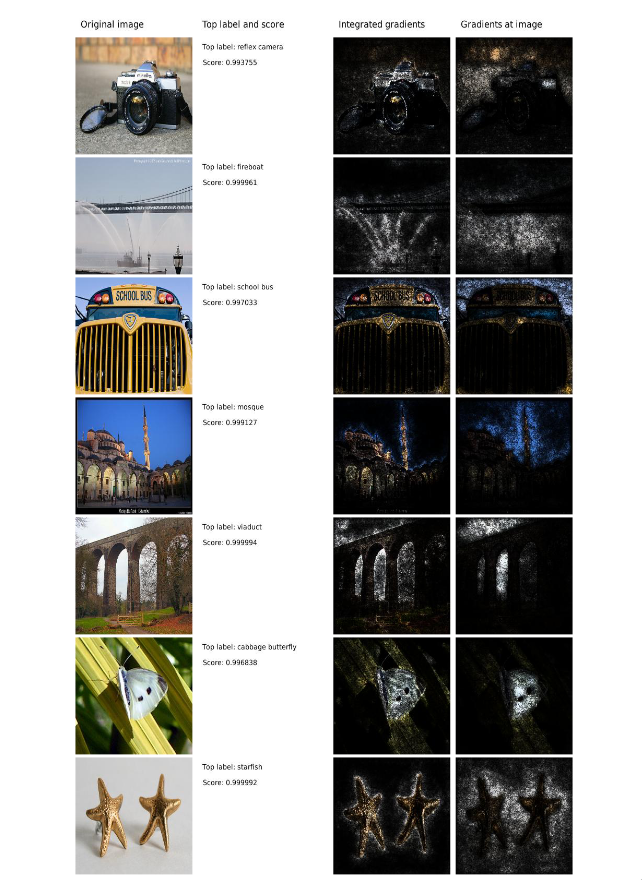 Original image
Top label and score
Integrated gradients
Gradients at image
Top label: reflex camera
Score: 0.993755
Top label: fireboat
Score: 0.999961
Top label: school bus
Score: 0.997033
SCHOOL BUS
Top label: mosque
Score: 0.999127
Top label: viaduct
Score: 0.999994
Top label: cabbage butterfly
Score: 0.996838
Top label: starfish
Score: 0.999992